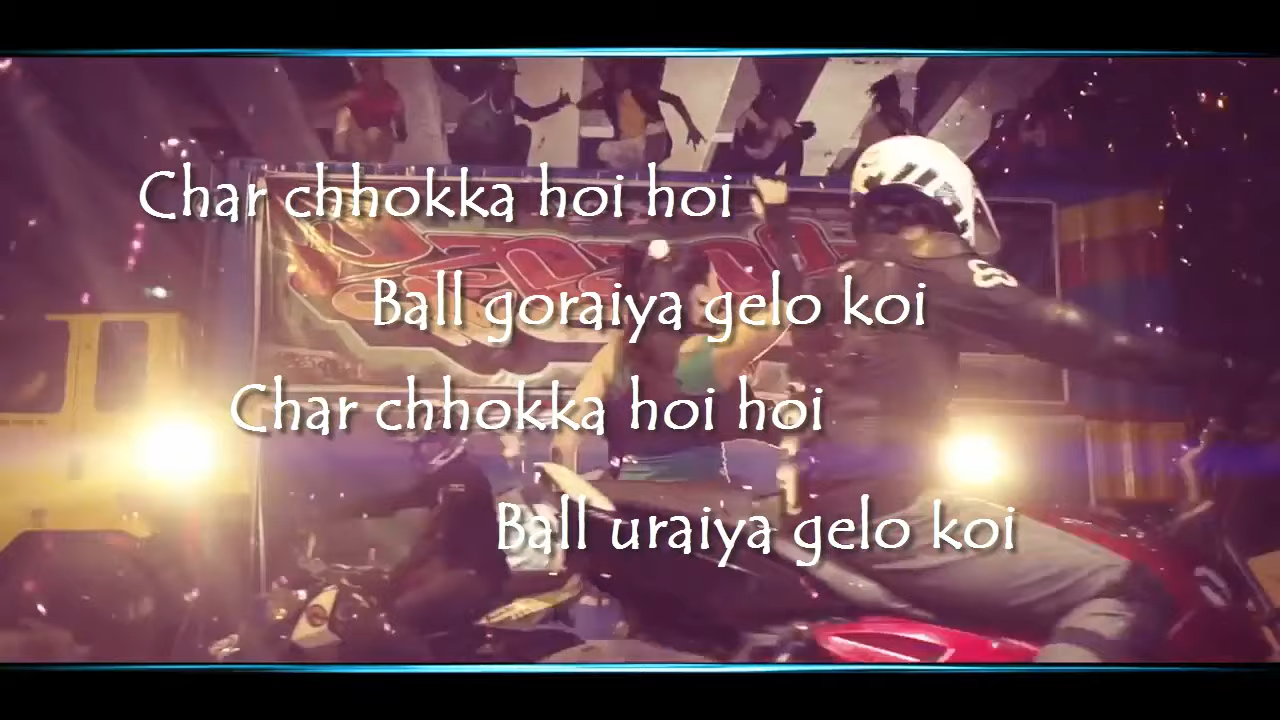 Char chhokka hoi hoi
Ball goraiya gelo koi
Char chhokka hoi hoi
Ball uraiya gelo koi